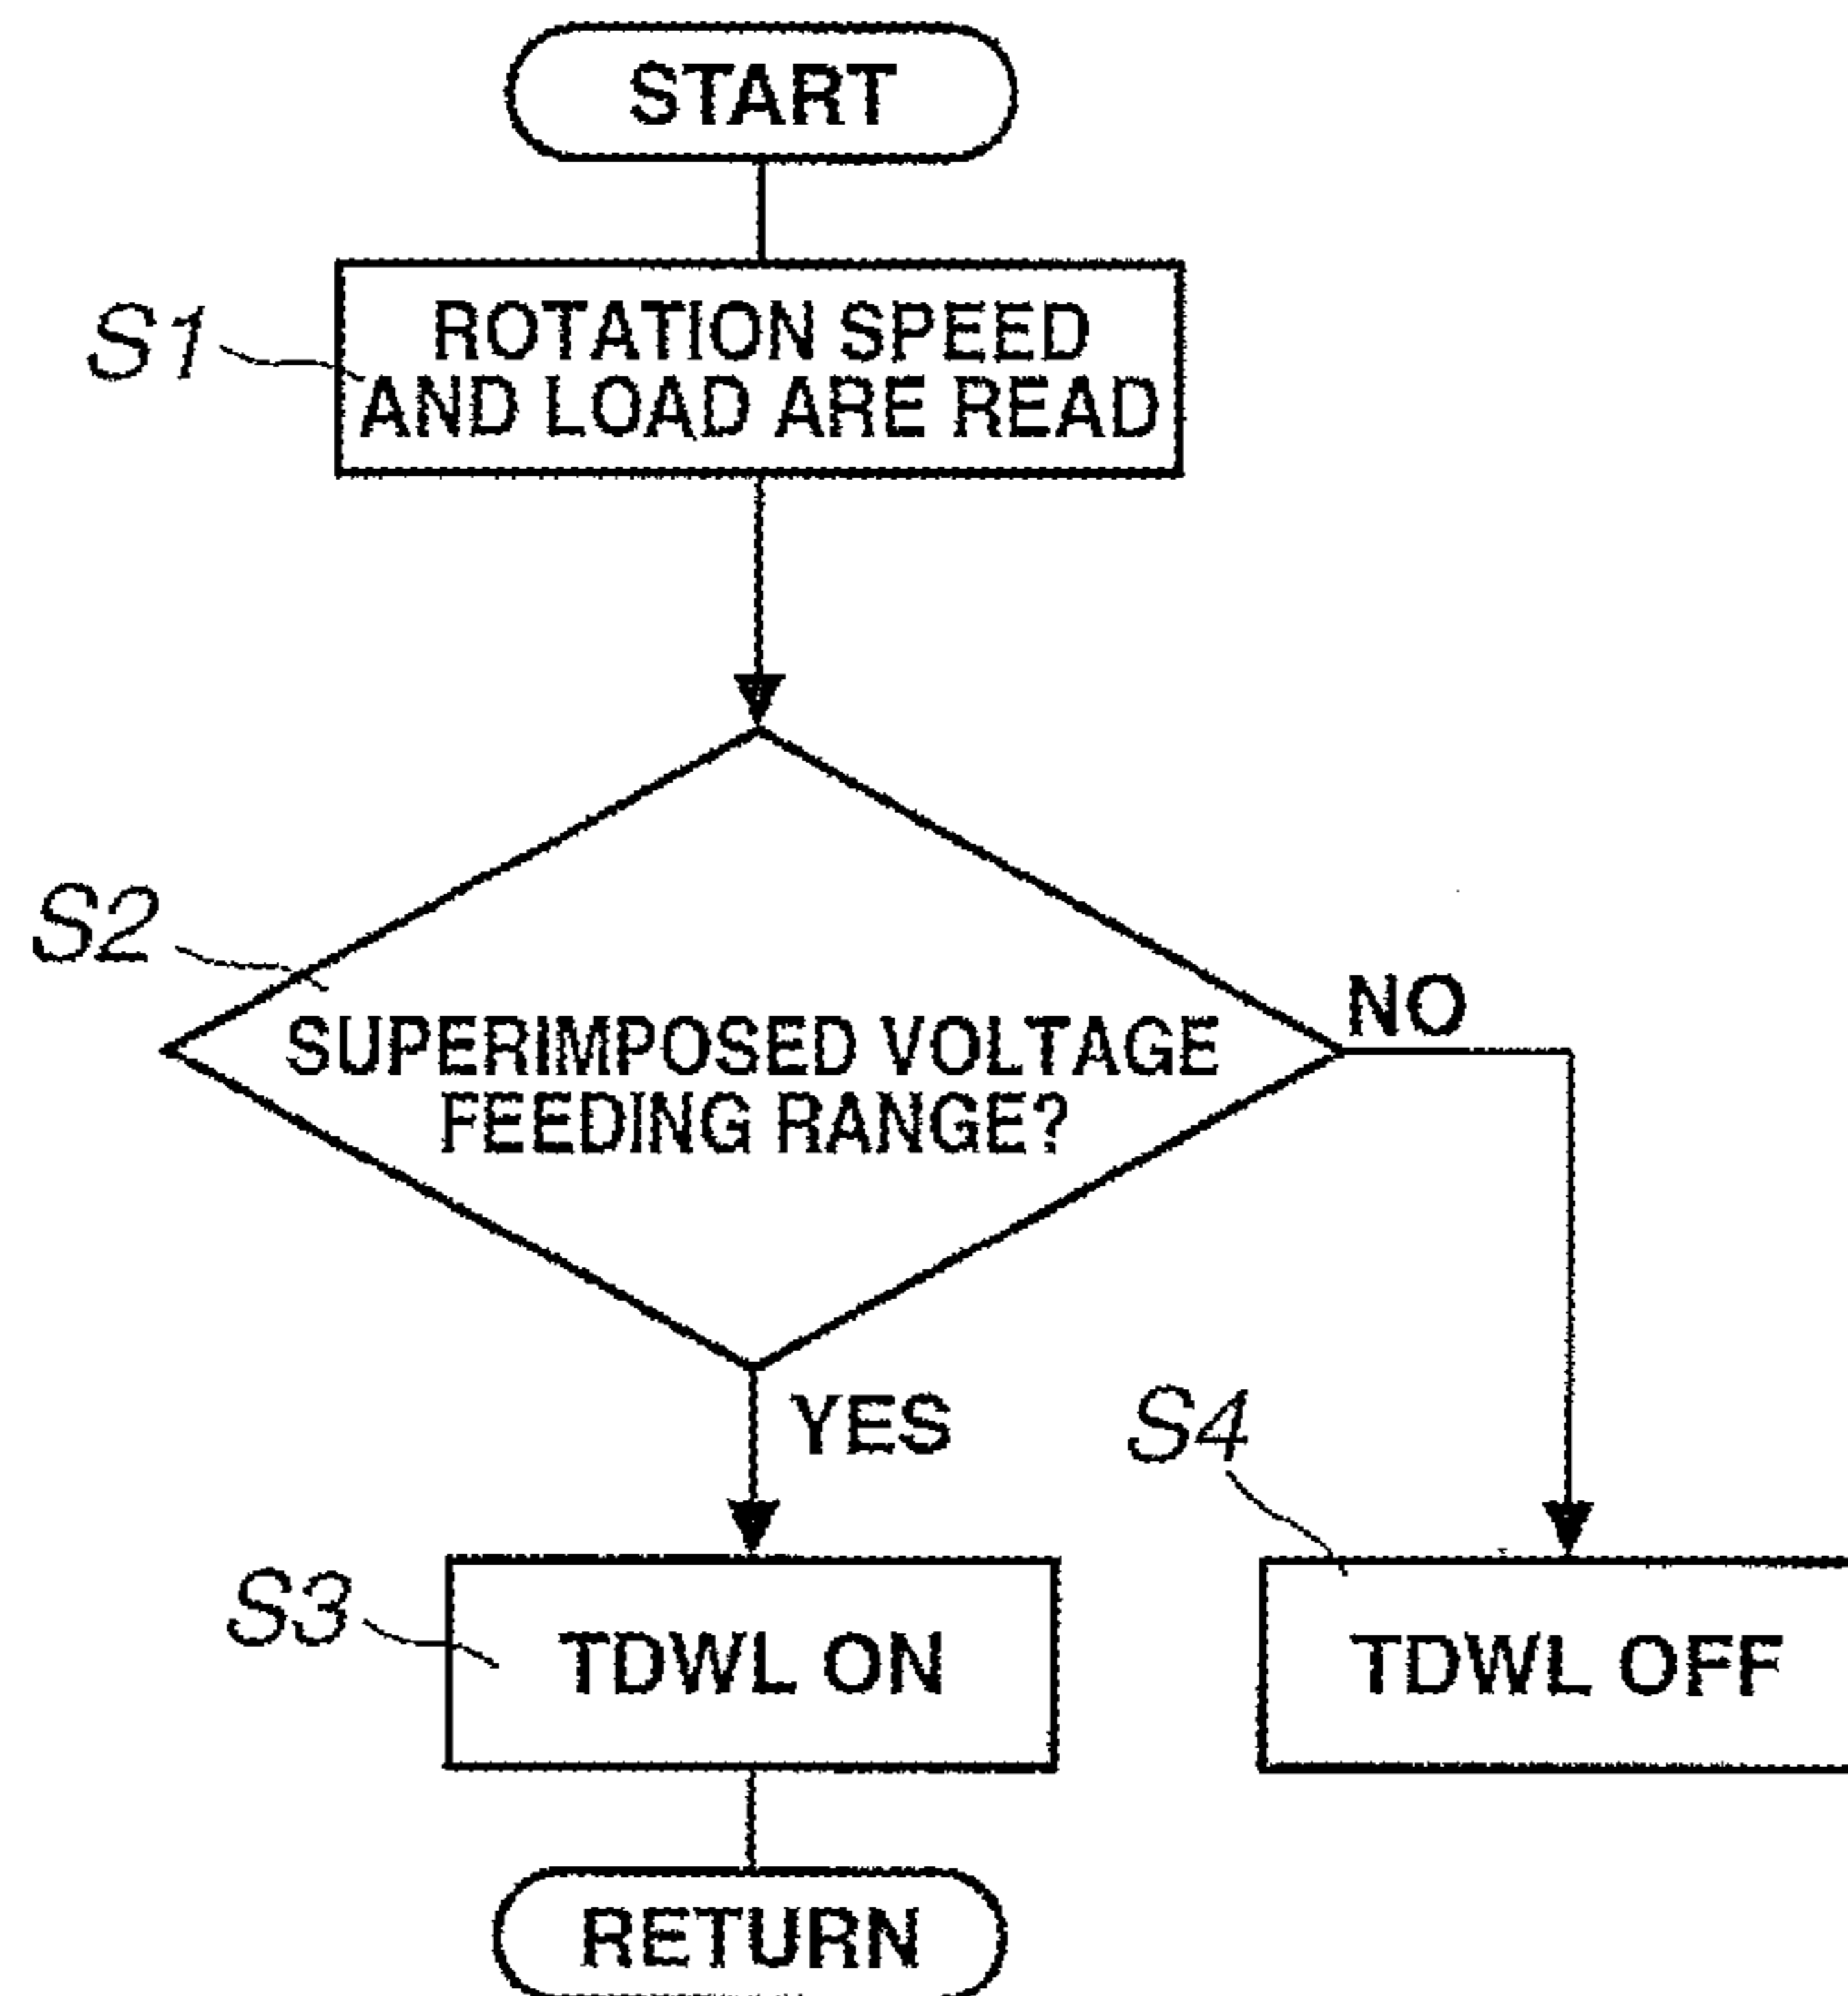 START
S1
ROTATION SPEED
AND LOAD ARE READ
S2
SUPERIMPOSED VOLTAGE
FEEDING RANGE?
NO
YES
S4
S3
TDWL ON
TDWL OFF
RETURN